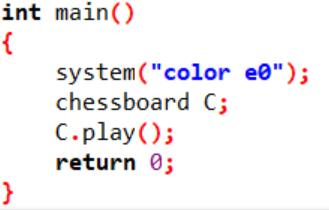 int main()
{
    system("color e0");
    chessboard C;
    C.play();
    return 0;
}